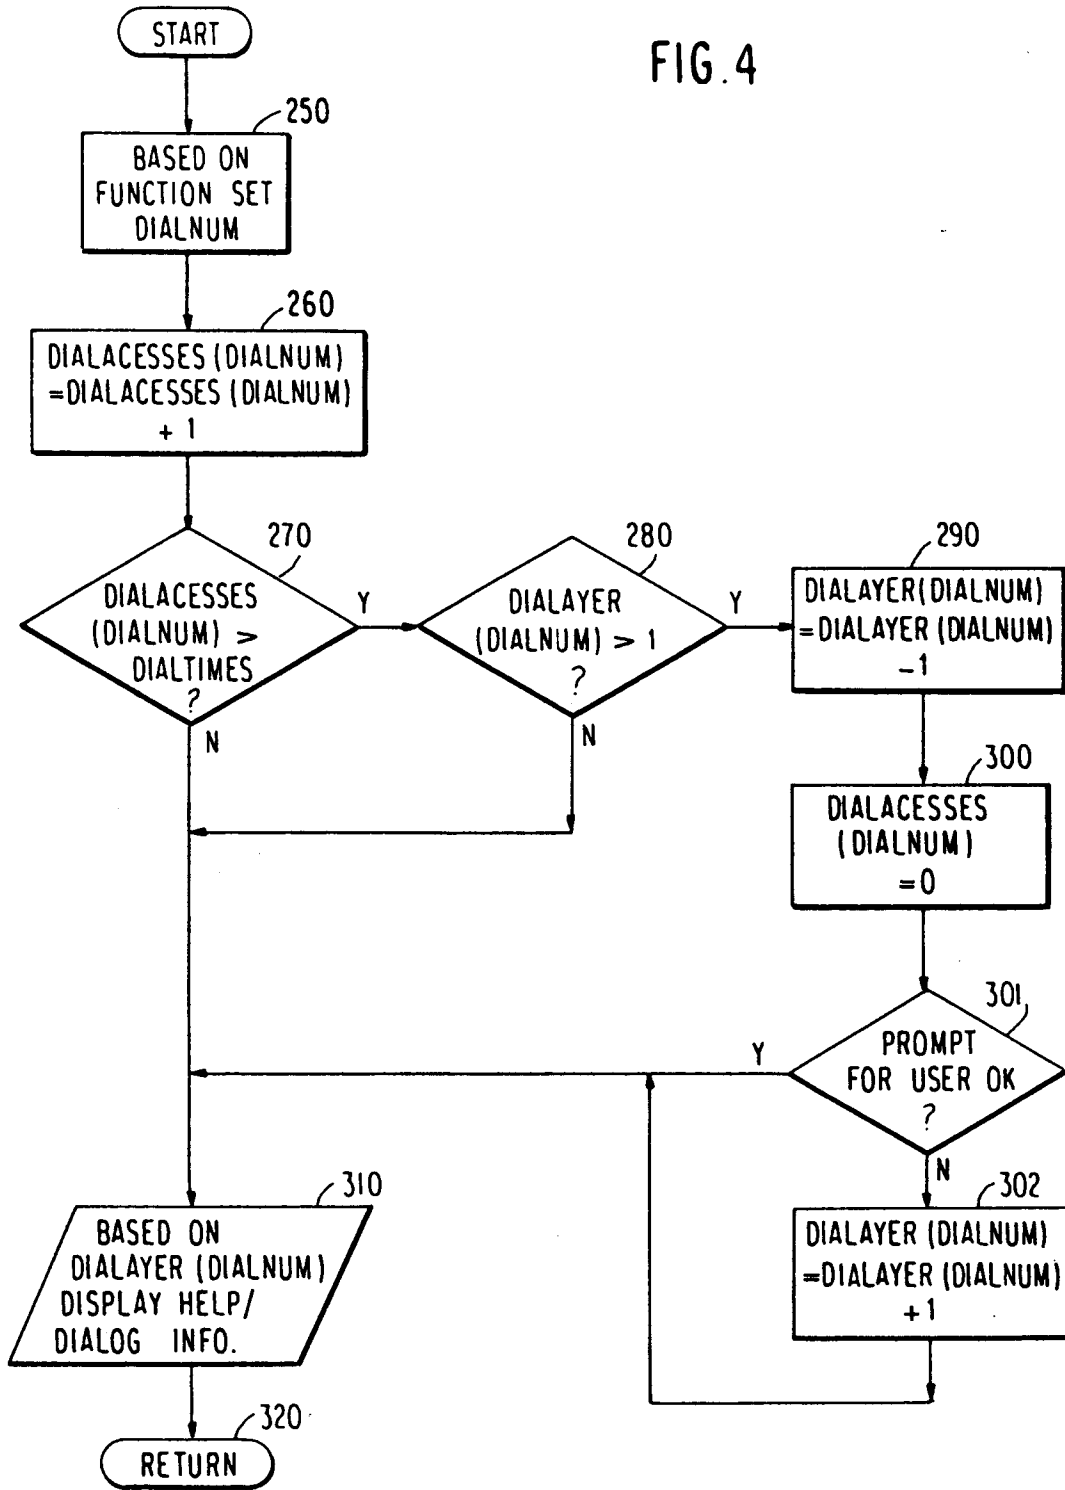 START
FIG.4
250
BASED ON
FUNCTION SET
DIALNUM
260
DIALACESSES (DIALNUM)
=DIALACESSES (DIALNUM)
+ 1
270
DIALACESSES
(DIALNUM) >
DIALTIMES
?
Y
N
280
DIALAYER
(DIALNUM) > 1
?
Y
N
290
DIALAYER(DIALNUM)
=DIALAYER (DIALNUM)
-1
300
DIALACESSES
(DIALNUM)
=0
301
PROMPT
FOR USER OK
?
Y
N
302
DIALAYER (DIALNUM)
=DIALAYER (DIALNUM)
+1
310
BASED ON
DIALAYER (DIALNUM)
DISPLAY HELP/
DIALOG INFO.
320
RETURN